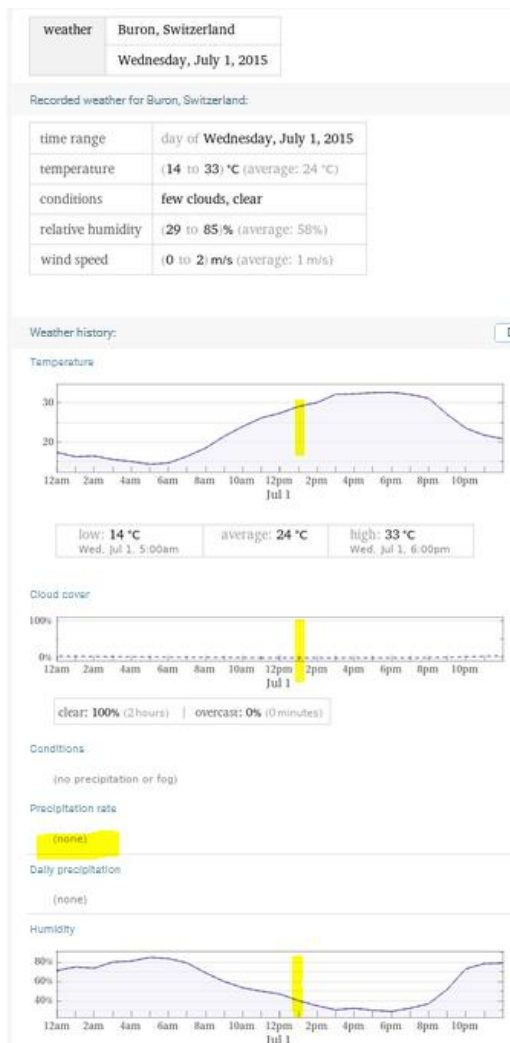 weather Buron, Switzerland
Wednesday, July 1, 2015
Recorded weather for Buron, Switzerland:
time range day of Wednesday, July 1, 2015
temperature (14 to 33) °C (average: 24 °C)
conditions few clouds, clear
relative humidity (29 to 85)% (average: 58%)
wind speed (0 to 2) m/s (average: 1 m/s)
Weather history:
Temperature
30
20
12am 2am 4am 6am 8am 10am 12pm 2pm 4pm 6pm 8pm 10pm
Jul 1
low: 14 °C average: 24 °C high: 33 °C
Wed, Jul 1, 5:00am Wed, Jul 1, 6:00pm
Cloud cover
100%
0%
12am 2am 4am 6am 8am 10am 12pm 2pm 4pm 6pm 8pm 10pm
Jul 1
clear: 100% (2 hours) | overcast: 0% (0 minutes)
Conditions
(no precipitation or fog)
Precipitation rate
(none)
Daily precipitation
(none)
Humidity
80%
60%
40%
12am 2am 4am 6am 8am 10am 12pm 2pm 4pm 6pm 8pm 10pm
Jul 1